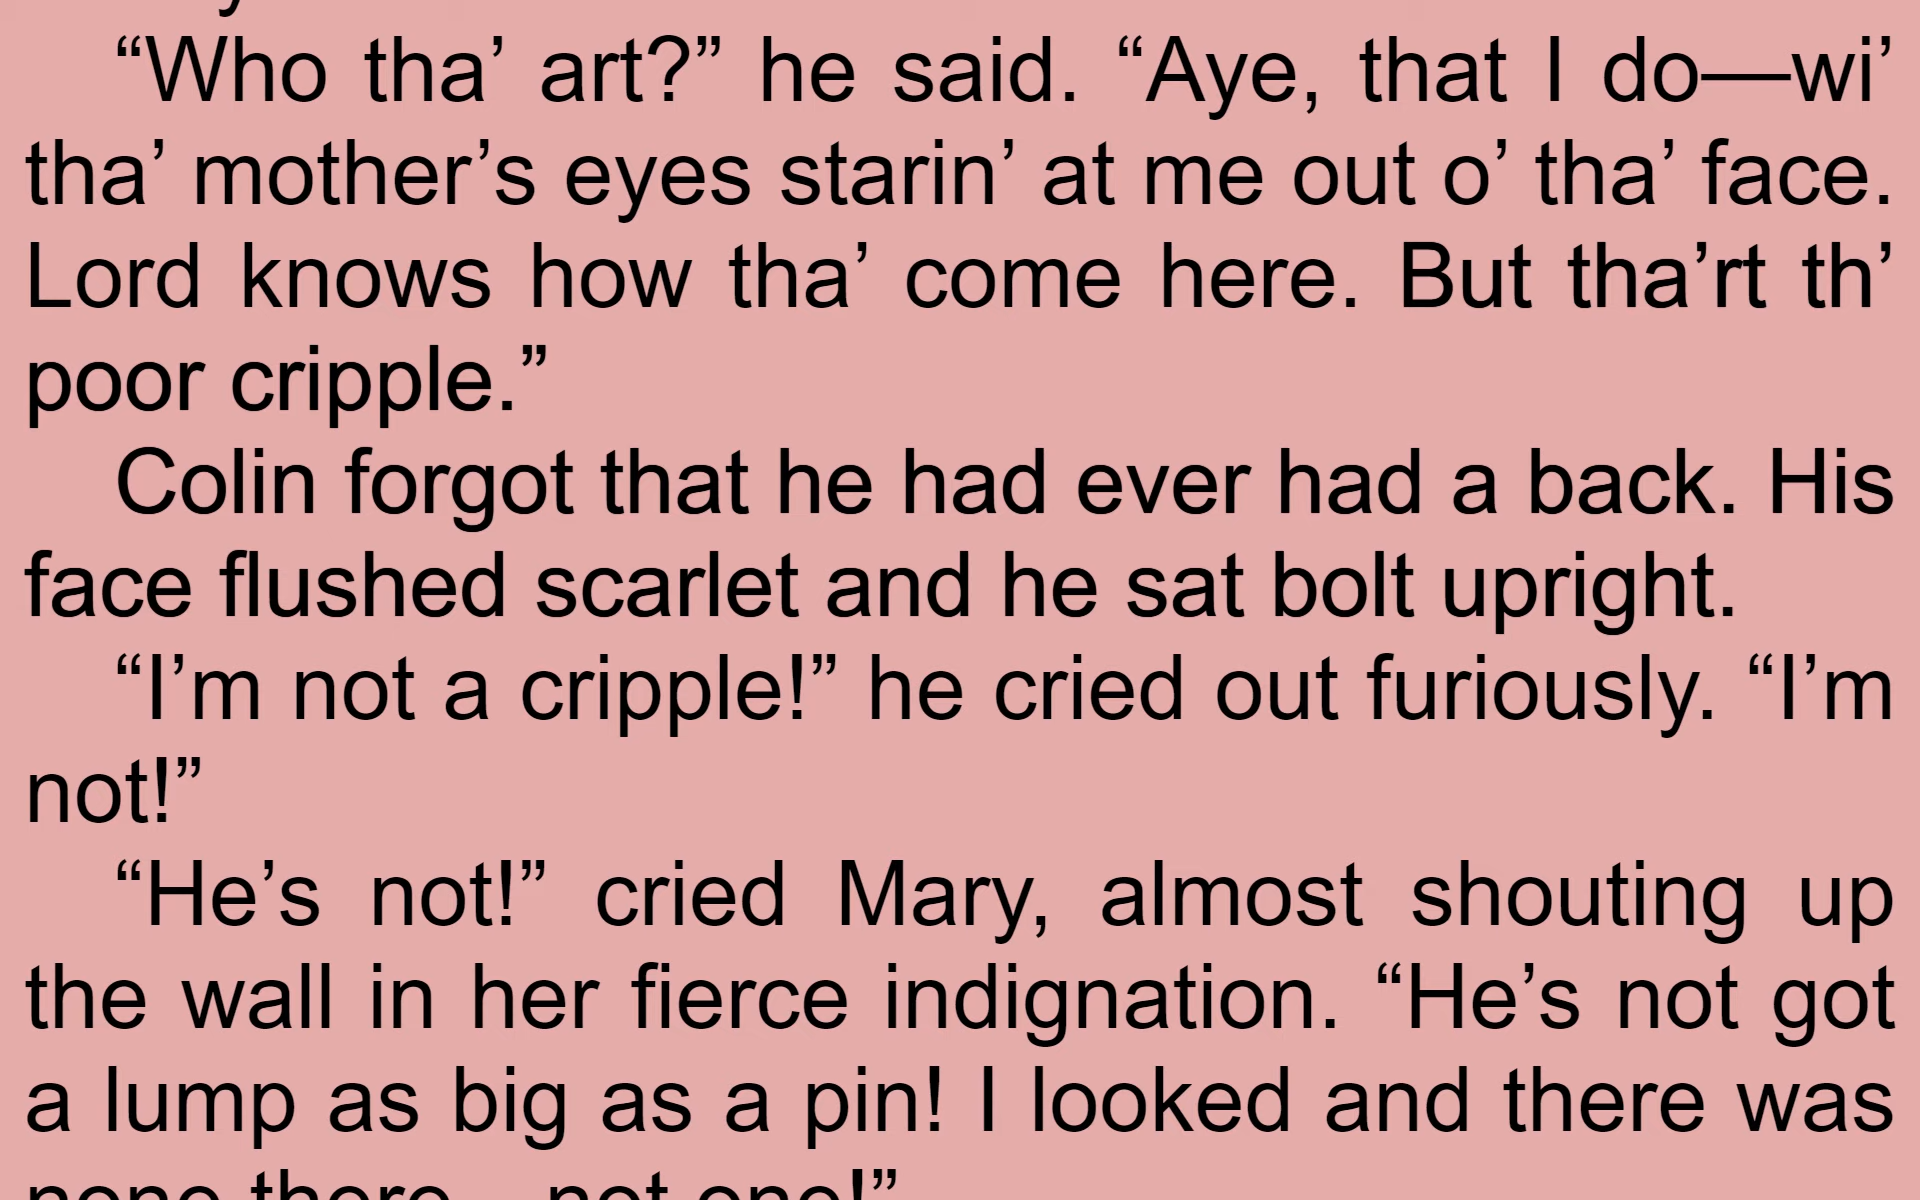 “Who tha’ art?” he said. “Aye, that I do—wi’
tha’ mother’s eyes starin’ at me out o’ tha’ face.
Lord knows how tha’ come here. But tha’rt th’
poor cripple.”
Colin forgot that he had ever had a back. His
face flushed scarlet and he sat bolt upright.
“I’m not a cripple!” he cried out furiously. “I’m
not!”
“He’s not!” cried Mary, almost shouting up
the wall in her fierce indignation. “He’s not got
a lump as big as a pin! I looked and there was
none there—not one!”